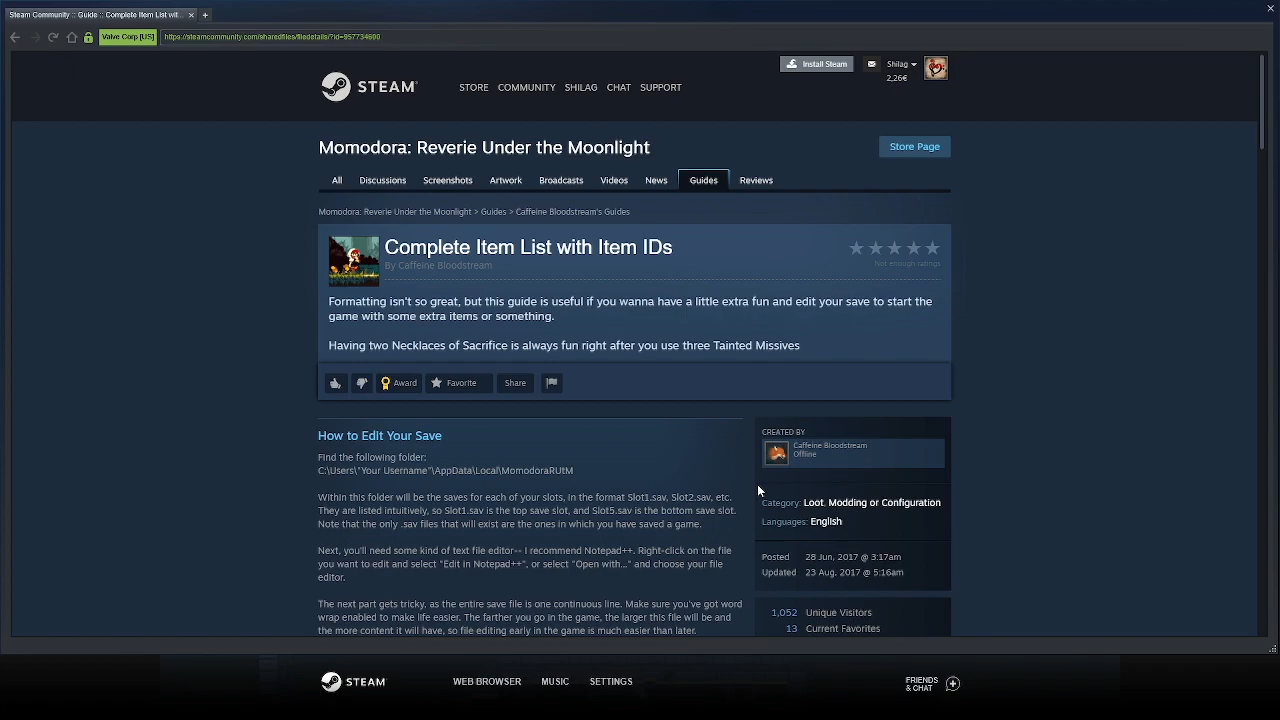 Steam Community :: Guide :: Complete Item List wit...
Valve Corp [US]
https://steamcommunity.com/sharedfiles/filedetails/?id=957734600
STEAM
STORE COMMUNITY SHILAG CHAT SUPPORT
Install Steam
Shilag
2,26€
Momodora: Reverie Under the Moonlight
Store Page
All Discussions Screenshots Artwork Broadcasts Videos News Guides Reviews
Momodora: Reverie Under the Moonlight > Guides > Caffeine Bloodstream's Guides
Complete Item List with Item IDs
By Caffeine Bloodstream
Not enough ratings
Formatting isn't so great, but this guide is useful if you wanna have a little extra fun and edit your save to start the
game with some extra items or something.
Having two Necklaces of Sacrifice is always fun right after you use three Tainted Missives
Award Favorite Share
How to Edit Your Save
Find the following folder:
C:\Users\"Your Username"\AppData\Local\MomodoraRUtM
Within this folder will be the saves for each of your slots, in the format Slot1.sav, Slot2.sav, etc.
They are listed intuitively, so Slot1.sav is the top save slot, and Slot5.sav is the bottom save slot.
Note that the only .sav files that will exist are the ones in which you have saved a game.
Next, you'll need some kind of text file editor-- I recommend Notepad++. Right-click on the file
you want to edit and select "Edit in Notepad++", or select "Open with..." and choose your file
editor.
The next part gets tricky, as the entire save file is one continuous line. Make sure you've got word
wrap enabled to make life easier. The farther you go in the game, the larger this file will be and
the more content it will have, so file editing early in the game is much easier than later.
CREATED BY
Caffeine Bloodstream
Offline
Category: Loot, Modding or Configuration
Languages: English
Posted 28 Jun, 2017 @ 3:17am
Updated 23 Aug, 2017 @ 5:16am
1,052 Unique Visitors
13 Current Favorites
STEAM
WEB BROWSER MUSIC SETTINGS
FRIENDS
& CHAT